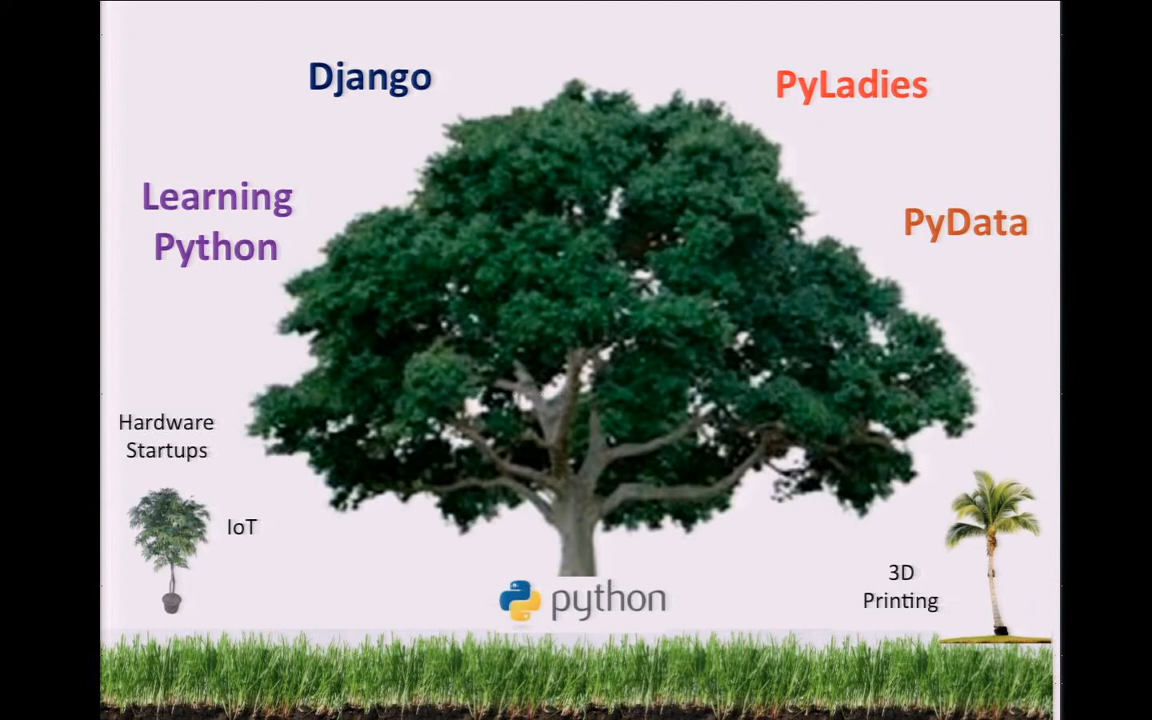 Django
PyLadies
Learning
Python
PyData
Hardware
Startups
IoT
3D
Printing
python